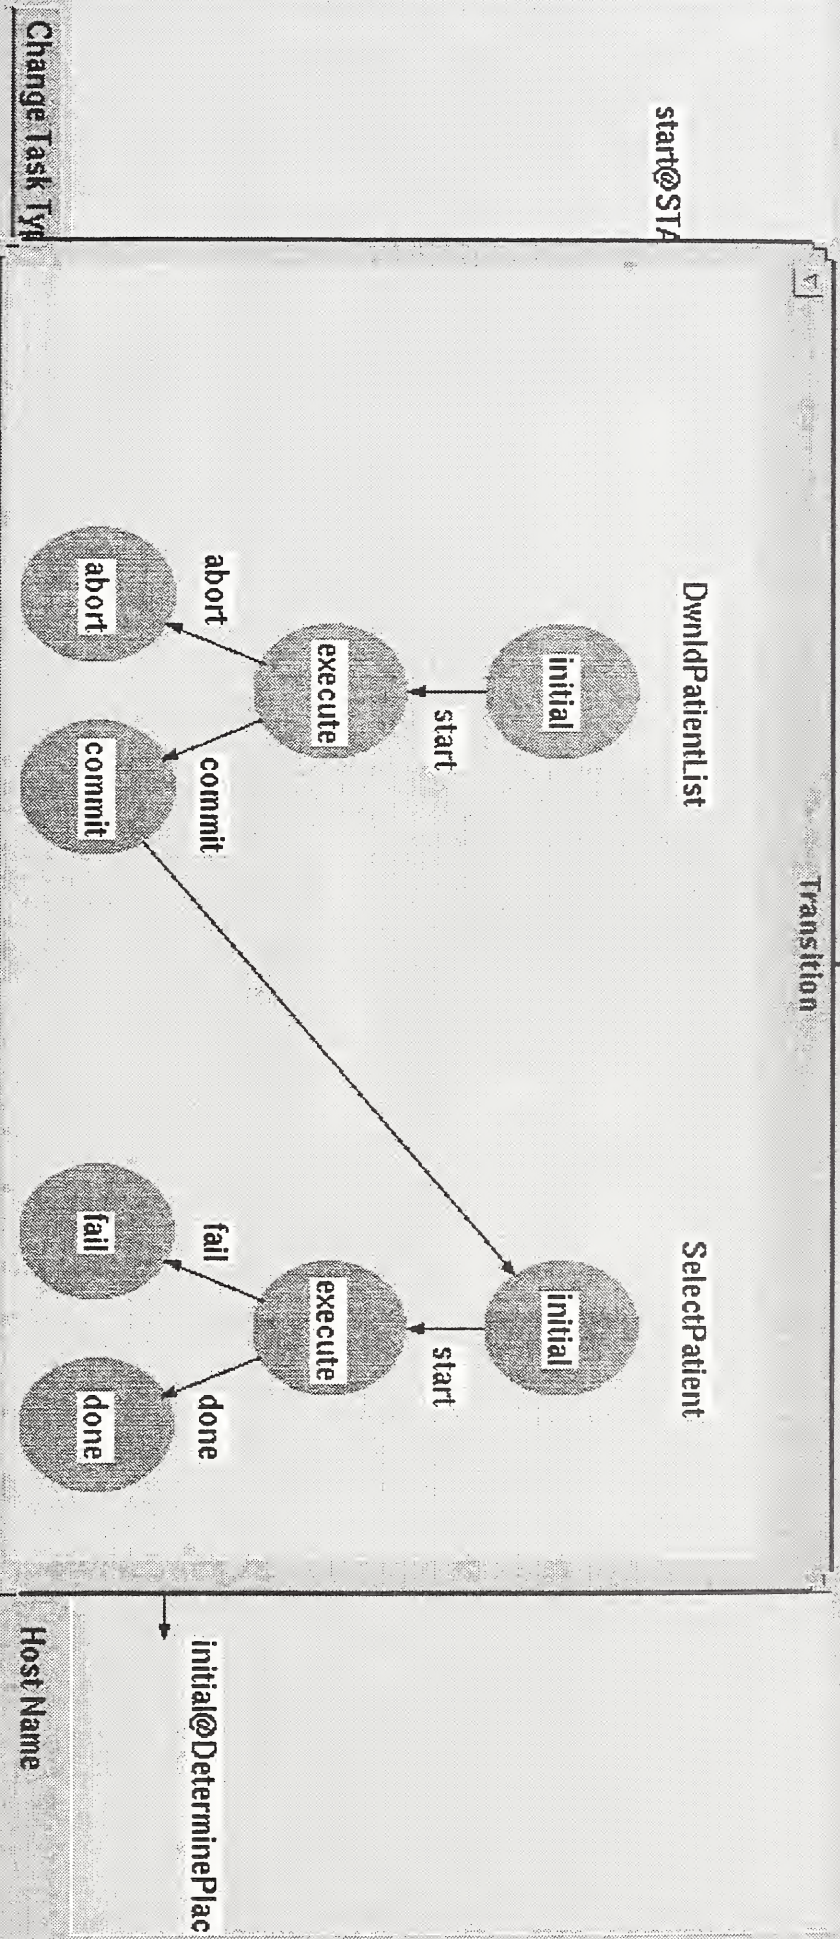 Transition
start@STA
DwnldPatientList
SelectPatient
initial
initial
start
start
execute
execute
abort
commit
fail
done
abort
commit
fail
done
initial@DeterminePlac
Change Task Typ
Host Name